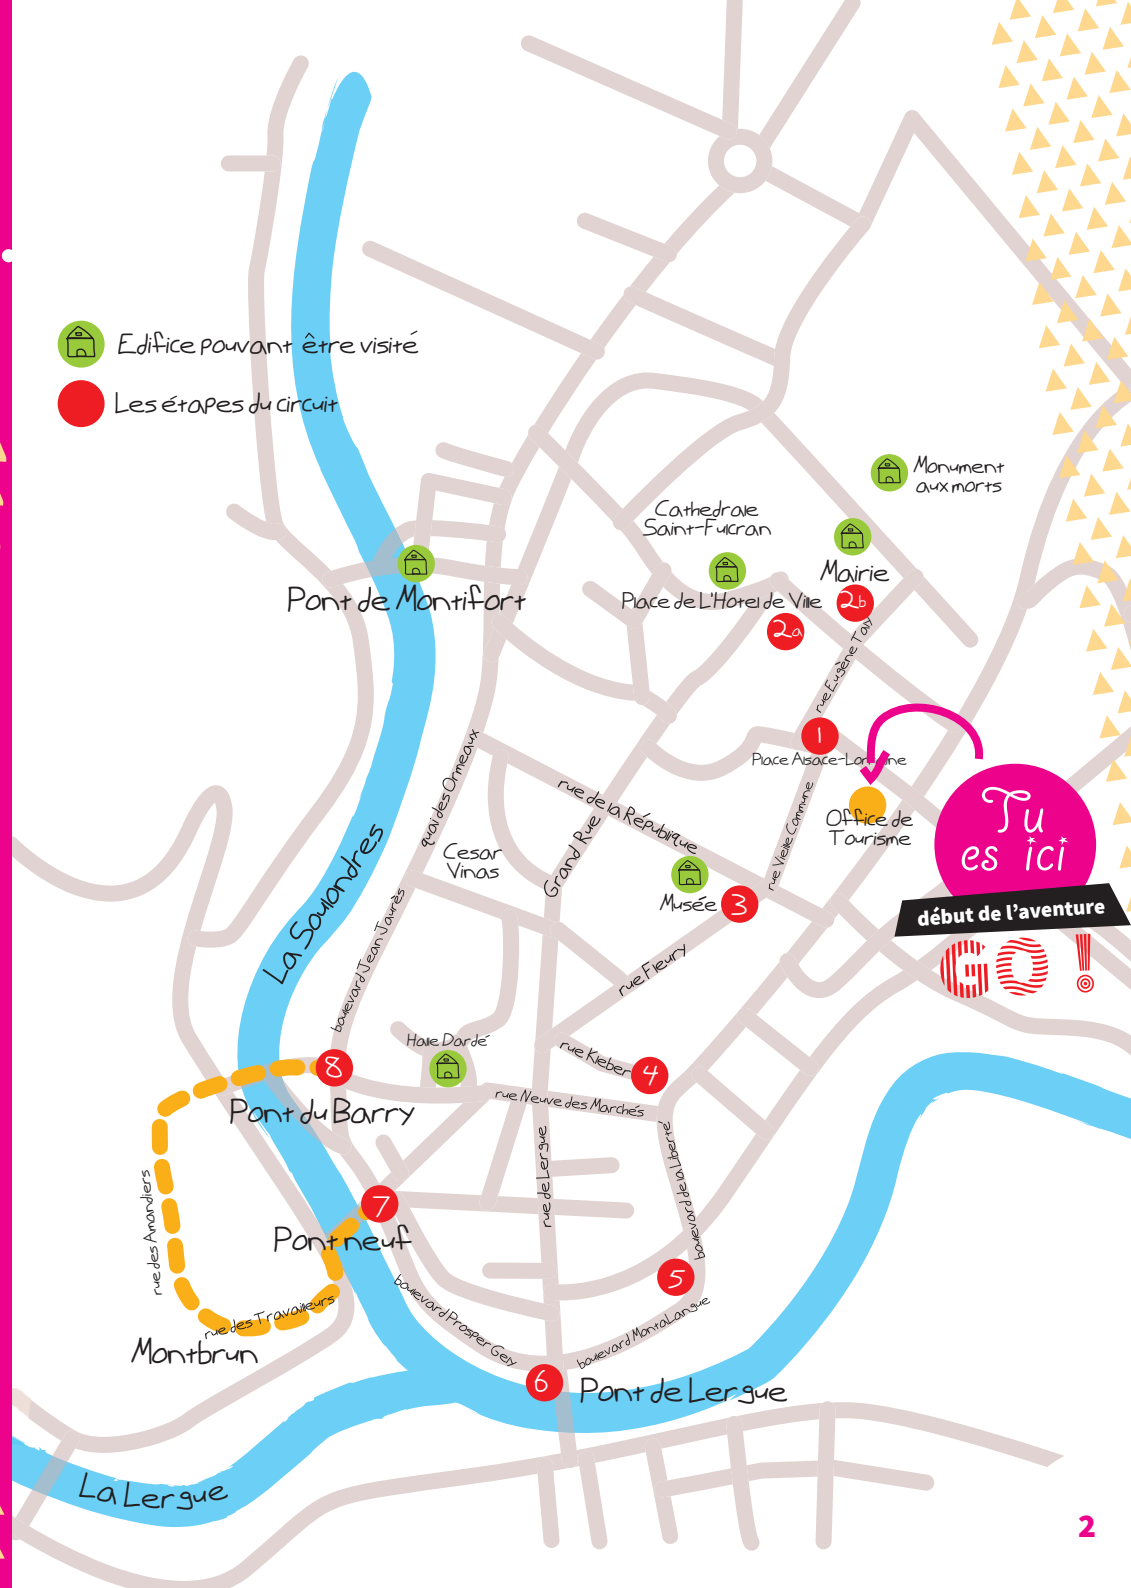 Edifice pouvant être visité
Les étapes du circuit
Monument
aux morts
Cathedrale
Saint-Fulcran
Mairie
Pont de Montifort
Place de L'Hotel de Ville
2b
2a
rue Eugène Taly
1
Place Alsace-Lorraine
quai des Ormeaux
rue de la République
Grand Rue
rue Vieille Commune
Office de
Tourisme
Tu
es ici
début de l'aventure
GO !
Cesar
Vinas
La Soulondres
Musée
3
boulevard Jean Jaurès
rue Fleury
Halle Dardé
rue Kleber
4
8
Pont du Barry
rue Neuve des Marchés
rue de Lergue
boulevard de la Liberté
rue des Amandiers
7
Pont neuf
5
boulevard Prosper Gely
boulevard MontaLangue
rue des Travailleurs
Montbrun
6
Pont de Lergue
La Lergue
2